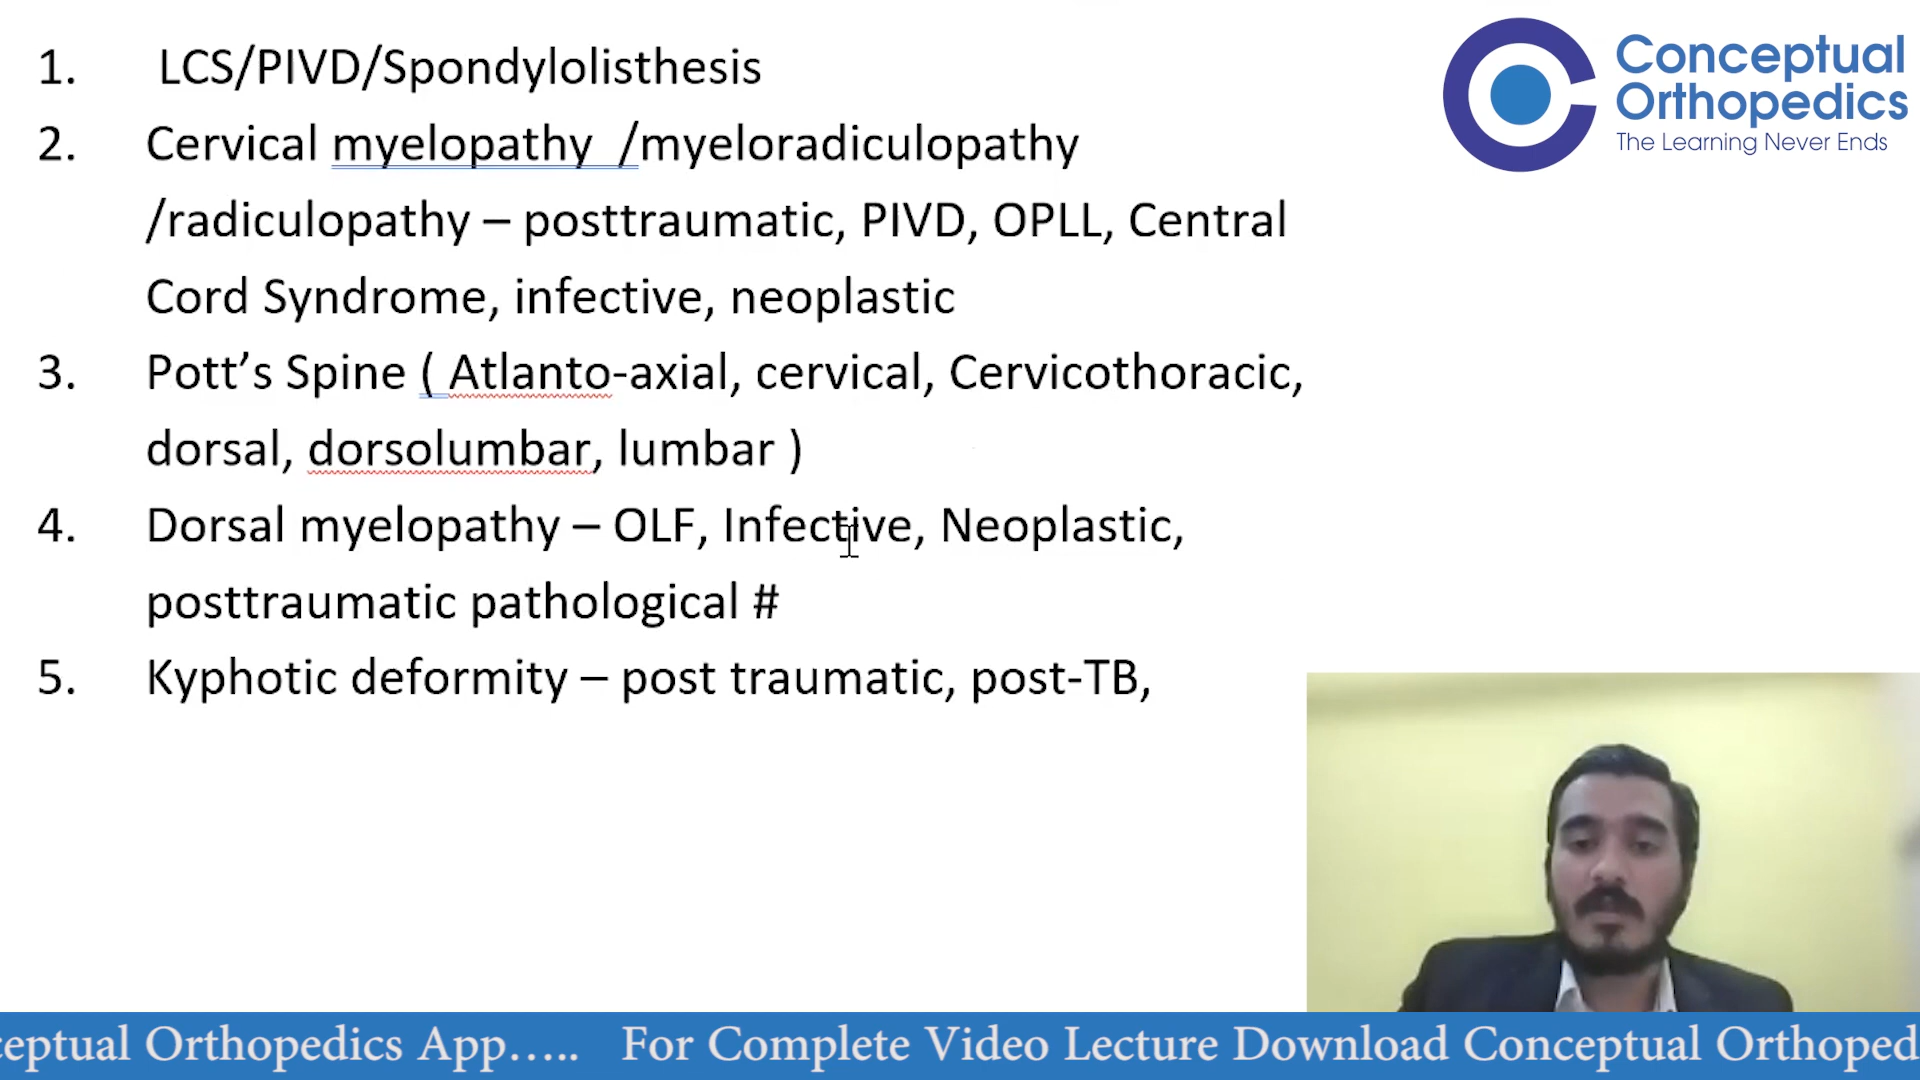 1. LCS/PIVD/Spondylolisthesis
2. Cervical myelopathy /myeloradiculopathy
/radiculopathy – posttraumatic, PIVD, OPLL, Central
Cord Syndrome, infective, neoplastic
3. Pott’s Spine ( Atlanto-axial, cervical, Cervicothoracic,
dorsal, dorsolumbar, lumbar )
4. Dorsal myelopathy – OLF, Infective, Neoplastic,
posttraumatic pathological #
5. Kyphotic deformity – post traumatic, post-TB,
Conceptual
Orthopedics
The Learning Never Ends
ceptual Orthopedics App..... For Complete Video Lecture Download Conceptual Orthoped